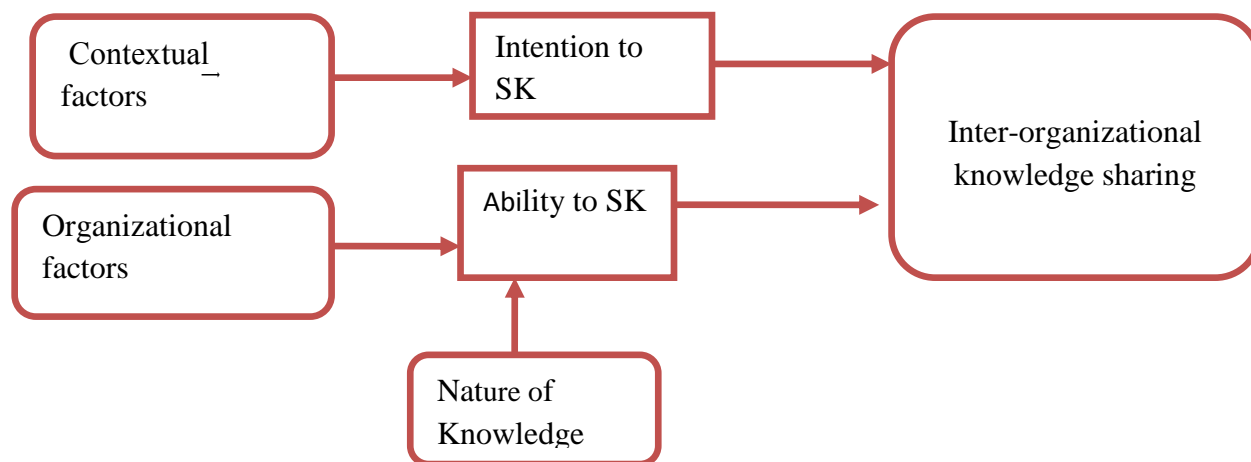 Contextual
→
factors
Intention to
SK
Inter-organizational
knowledge sharing
Organizational
factors
Ability to SK
Nature of
Knowledge